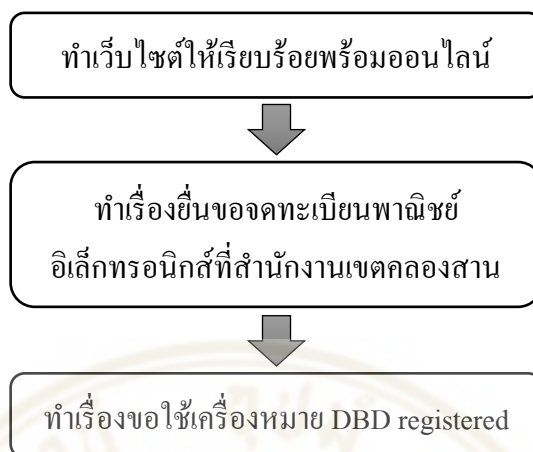 ทำเว็บไซต์ให้เรียบร้อยพร้อมออนไลน์
ทำเรื่องยื่นขอจดทะเบียนพาณิชย์
อิเล็กทรอนิกส์ที่สำนักงานเขตคลองสาน
ทำเรื่องขอใช้เครื่องหมาย DBD registered